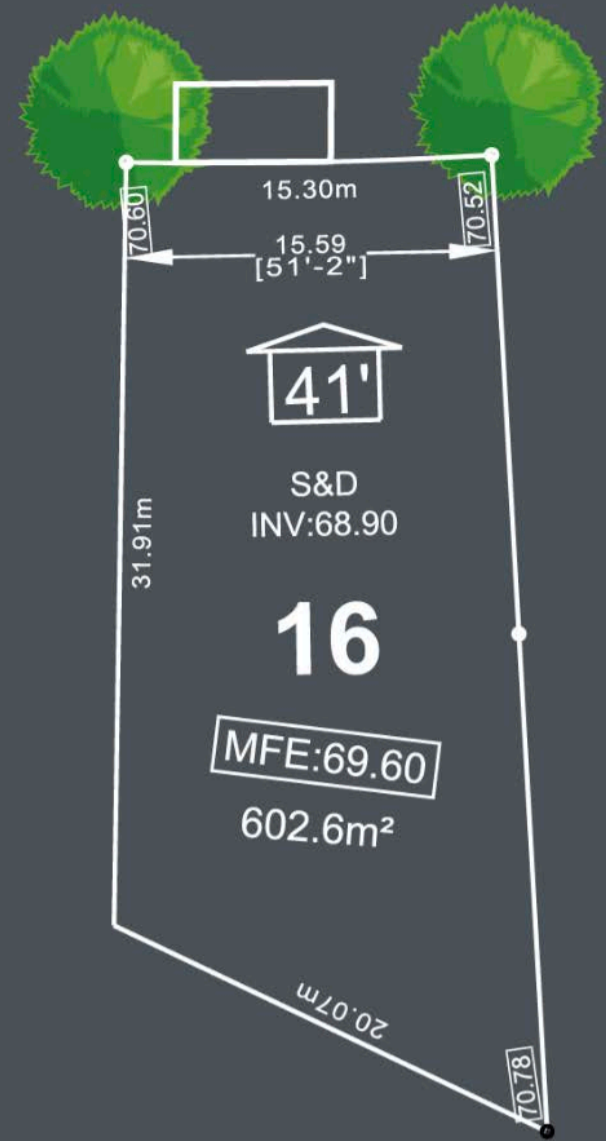 15.30m
70.60
70.52
15.59
[51'-2"]
41'
S&D
INV:68.90
31.91m
16
MFE:69.60
602.6m²
20.07m
70.78